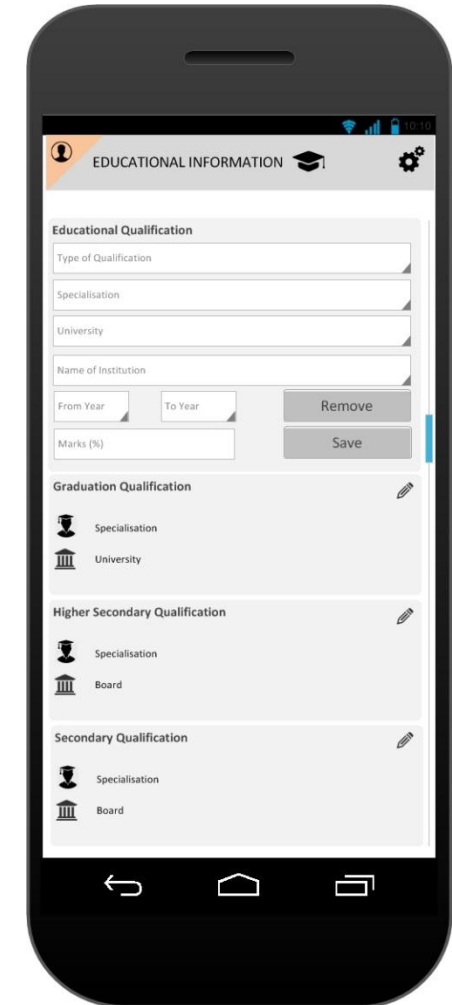 10:10
EDUCATIONAL INFORMATION
Educational Qualification
Type of Qualification
Specialisation
University
Name of Institution
From Year To Year Remove
Marks (%) Save
Graduation Qualification
Specialisation
University
Higher Secondary Qualification
Specialisation
Board
Secondary Qualification
Specialisation
Board